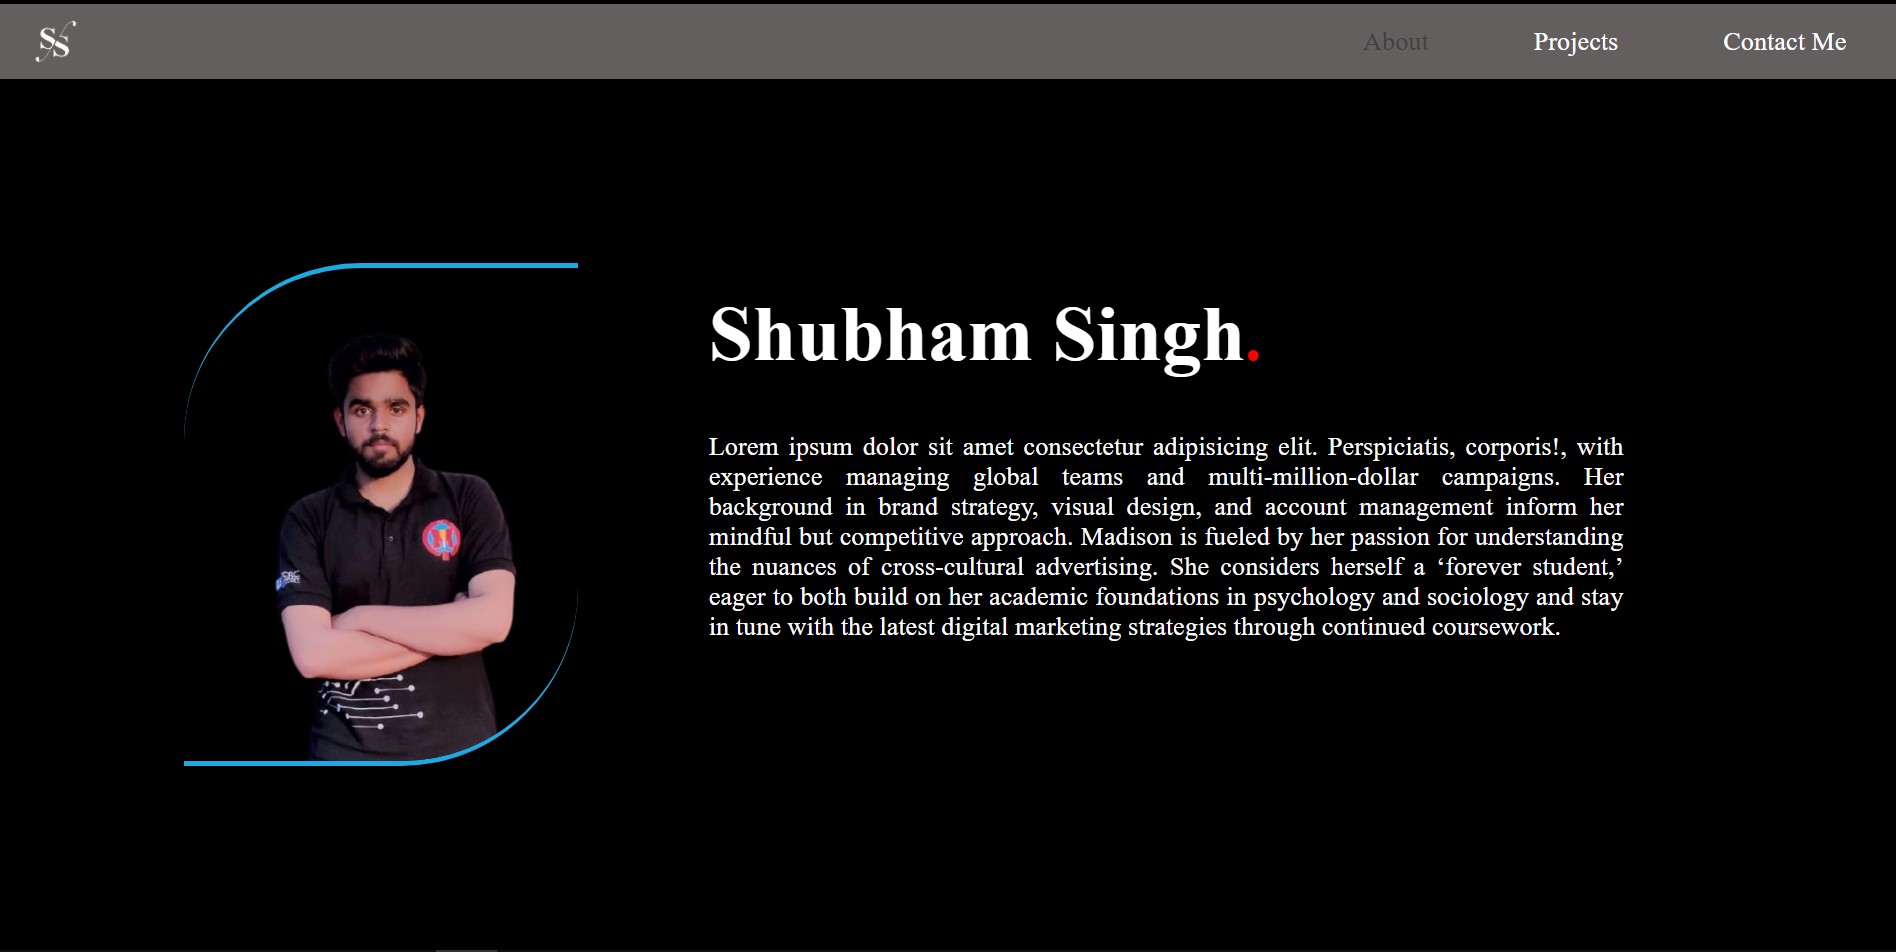 SS
About
Projects
Contact Me
Shubham Singh.
Lorem ipsum dolor sit amet consectetur adipisicing elit. Perspiciatis, corporis!, with
experience managing global teams and multi-million-dollar campaigns. Her
background in brand strategy, visual design, and account management inform her
mindful but competitive approach. Madison is fueled by her passion for understanding
the nuances of cross-cultural advertising. She considers herself a ‘forever student,’
eager to both build on her academic foundations in psychology and sociology and stay
in tune with the latest digital marketing strategies through continued coursework.